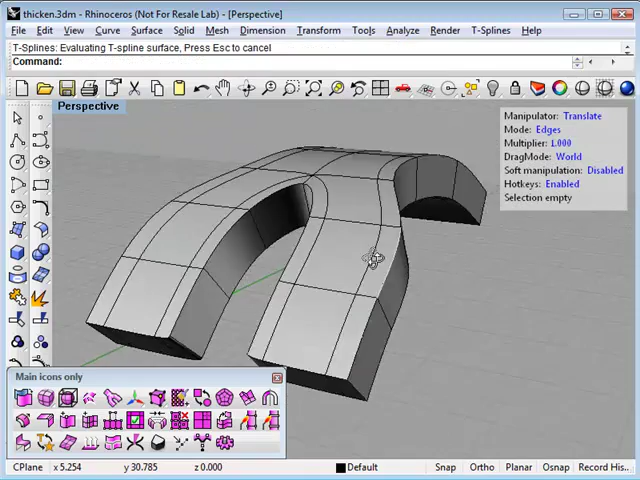 thicken.3dm - Rhinoceros (Not For Resale Lab) - [Perspective]
File Edit View Curve Surface Solid Mesh Dimension Transform Tools Analyze Render T-Splines Help
T-Splines: Evaluating T-spline surface, Press Esc to cancel
Command:
Perspective
Manipulator: Translate
Mode: Edges
Multiplier: 1.000
DragMode: World
Soft manipulation: Disabled
Hotkeys: Enabled
Selection empty
Main icons only
CPlane x 5.254 y 30.785 z 0.000 Default Snap Ortho Planar Osnap Record His...